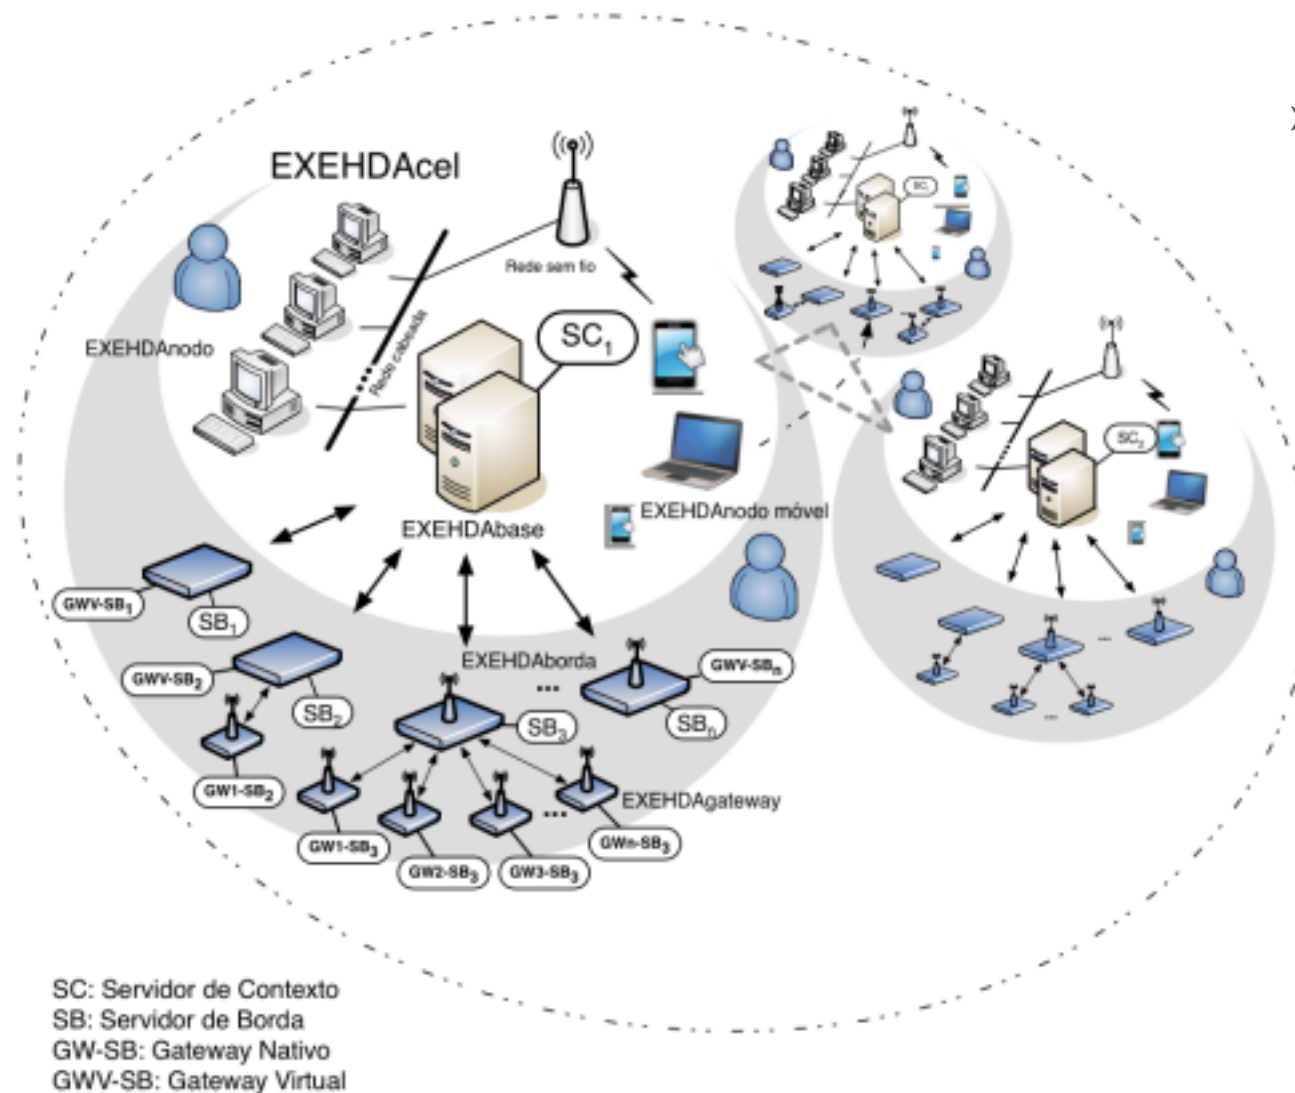 EXEHDAcel
Rede sem fio
EXEHDAnodo
Rede cabeada
SC1
EXEHDAbase
EXEHDAnodo móvel
GWV-SB1
SB1
GWV-SB2
SB2
EXEHDAborda
...
GWV-SBn
SBn
SB3
GW1-SB2
EXEHDAgateway
...
GW1-SB3
GW2-SB3
GW3-SB3
GWn-SB3
SC2
...
...
SC: Servidor de Contexto
SB: Servidor de Borda
GW-SB: Gateway Nativo
GWV-SB: Gateway Virtual